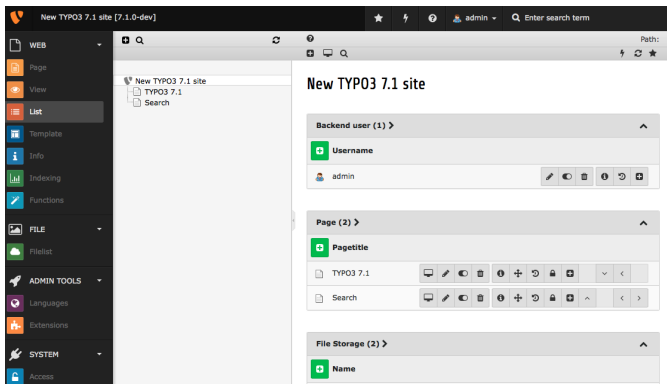 New TYPO3 7.1 site [7.1.0-dev]
admin
Enter search term
WEB
Page
View
List
Template
Info
Indexing
Functions
FILE
Filelist
ADMIN TOOLS
Languages
Extensions
SYSTEM
Access
New TYPO3 7.1 site
TYPO3 7.1
Search
Path:
New TYPO3 7.1 site
Backend user (1)
Username
admin
Page (2)
Pagetitle
TYPO3 7.1
Search
File Storage (2)
Name